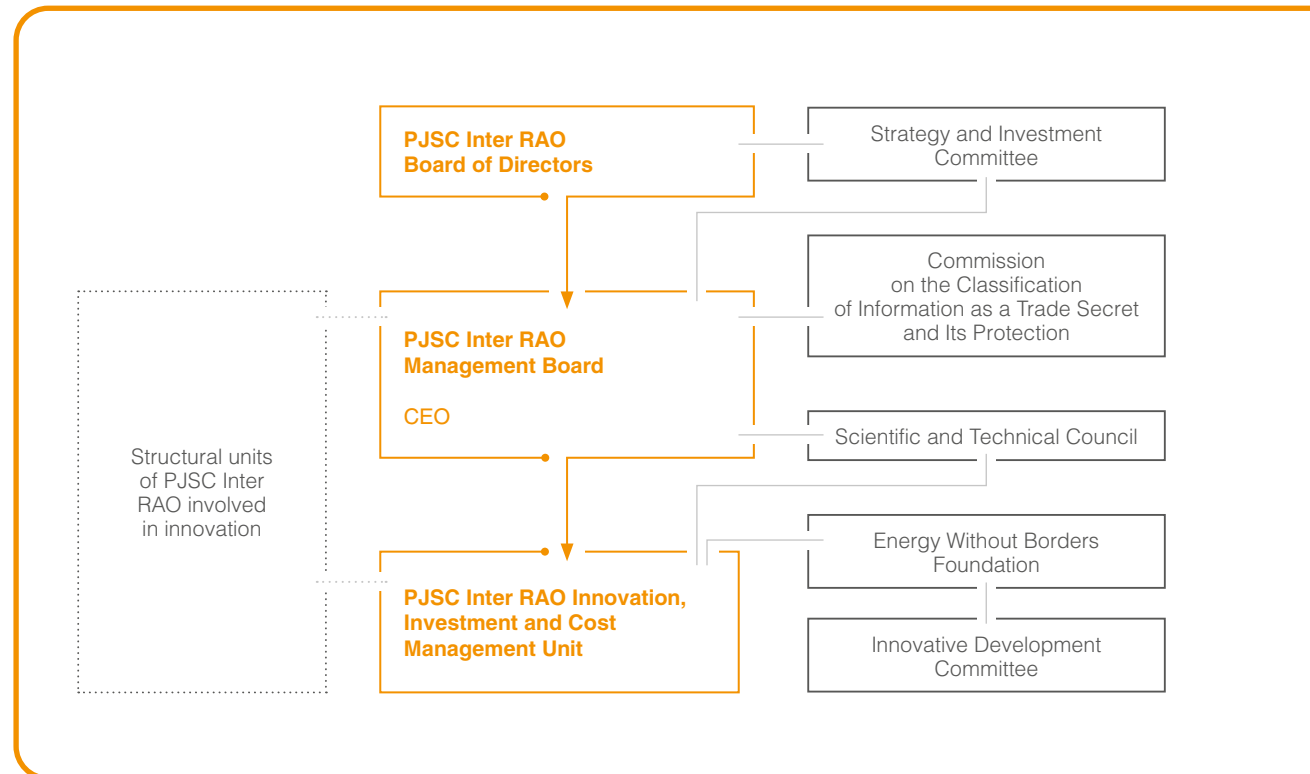 PJSC Inter RAO
Board of Directors
Strategy and Investment
Committee
Commission
on the Classification
of Information as a Trade Secret
and Its Protection
PJSC Inter RAO
Management Board
CEO
Scientific and Technical Council
Structural units
of PJSC Inter
RAO involved
in innovation
Energy Without Borders
Foundation
PJSC Inter RAO Innovation,
Investment and Cost
Management Unit
Innovative Development
Committee